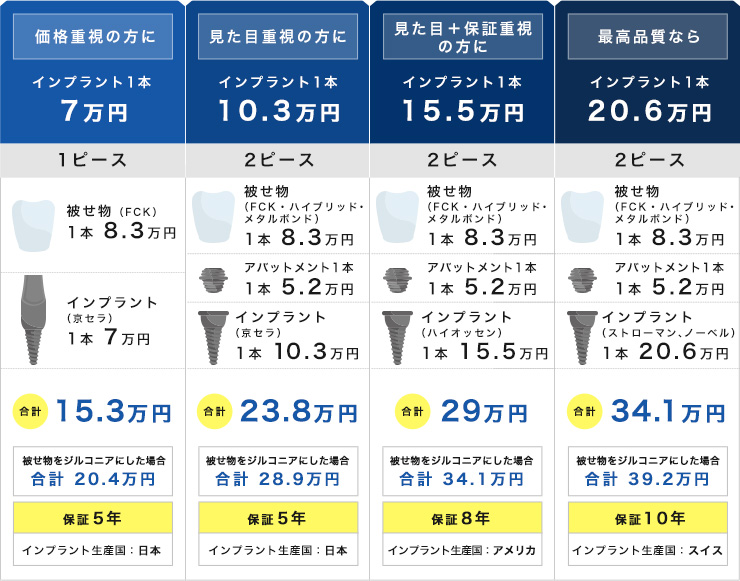 価格重視の方に
インプラント1本
7万円
1ピース
被せ物（FCK）
1本 8.3万円
インプラント
（京セラ）
1本 7万円
合計 15.3万円
被せ物をジルコニアにした場合
合計 20.4万円
保証5年
インプラント生産国：日本
見た目重視の方に
インプラント1本
10.3万円
2ピース
被せ物
（FCK・ハイブリッド・
メタルボンド）
1本 8.3万円
アバットメント1本
1本 5.2万円
インプラント
（京セラ）
1本 10.3万円
合計 23.8万円
被せ物をジルコニアにした場合
合計 28.9万円
保証5年
インプラント生産国：日本
見た目＋保証重視
の方に
インプラント1本
15.5万円
2ピース
被せ物
（FCK・ハイブリッド・
メタルボンド）
1本 8.3万円
アバットメント1本
1本 5.2万円
インプラント
（ハイオッセン）
1本 15.5万円
合計 29万円
被せ物をジルコニアにした場合
合計 34.1万円
保証8年
インプラント生産国：アメリカ
最高品質なら
インプラント1本
20.6万円
2ピース
被せ物
（FCK・ハイブリッド・
メタルボンド）
1本 8.3万円
アバットメント1本
1本 5.2万円
インプラント
（ストローマン、ノーベル）
1本 20.6万円
合計 34.1万円
被せ物をジルコニアにした場合
合計 39.2万円
保証10年
インプラント生産国：スイス